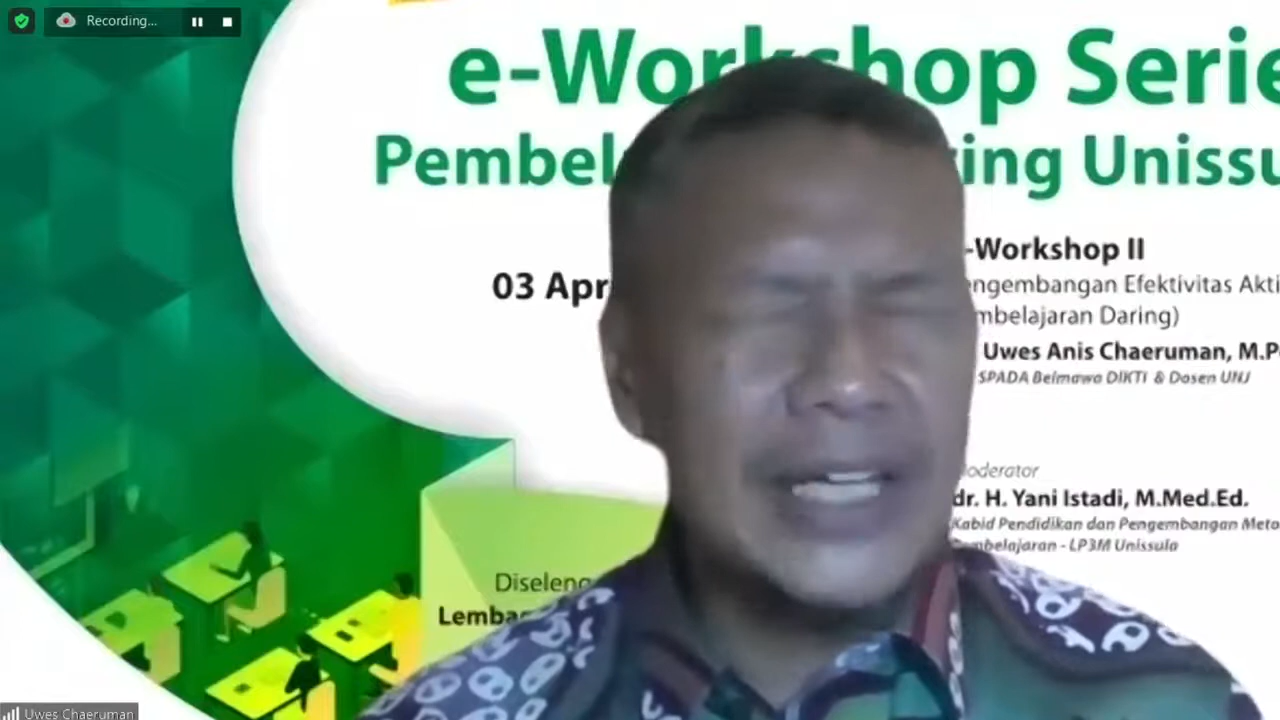 Recording...
e-Workshop Serie
Pembel ing Unissu
-Workshop II
03 Apr
ngembangan Efektivitas Akti
mbelajaran Daring)
Uwes Anis Chaeruman, M.P
SPADA Belmawa DIKTI & Dosen UNJ
oderator
dr. H. Yani Istadi, M.Med.Ed.
Kabid Pendidikan dan Pengembangan Meto
embelajaran - LP3M Unissula
Diseleng
Lemba
Uwes Chaeruman